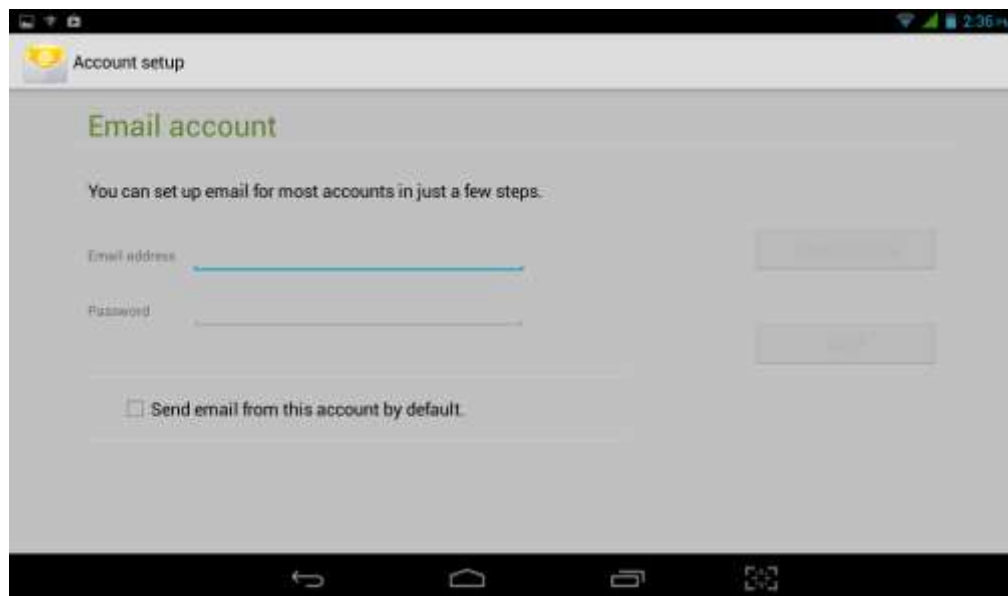 2:36 PM
Account setup
Email account
You can set up email for most accounts in just a few steps.
Email address
Password
Send email from this account by default.